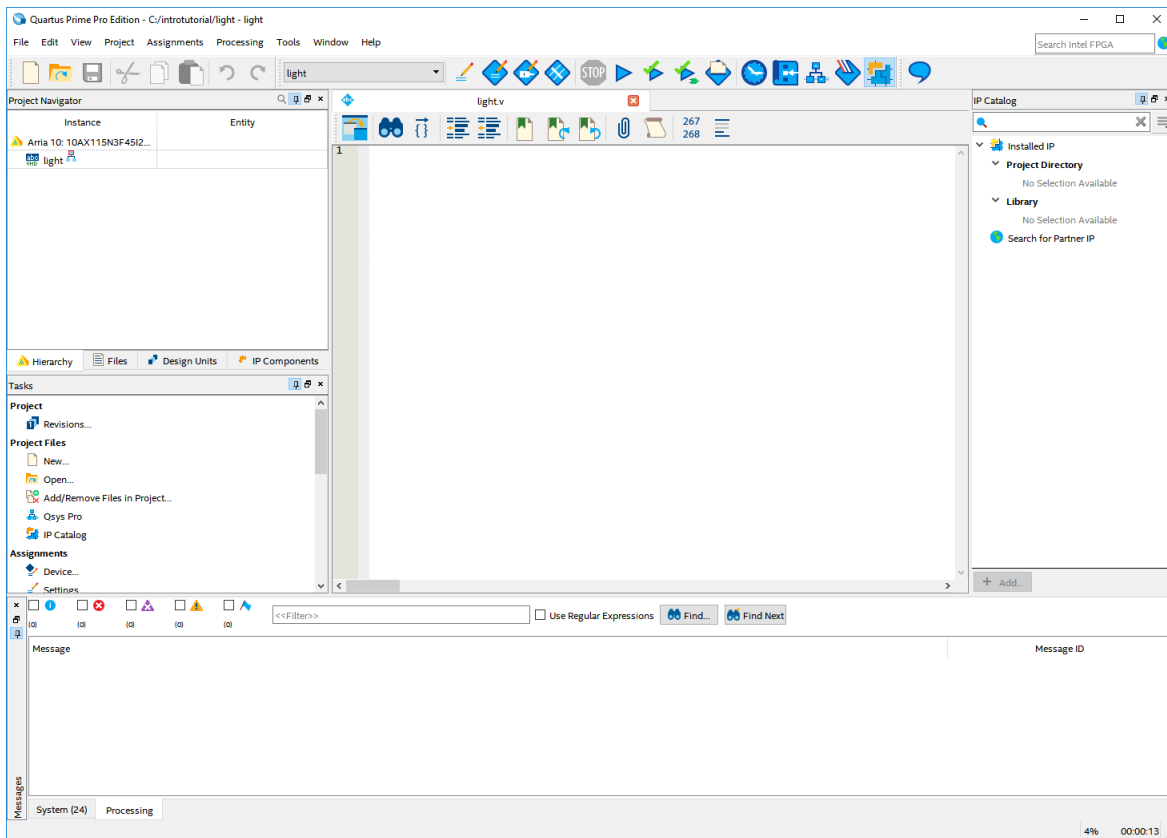 Quartus Prime Pro Edition - C:/introtutorial/light - light
File Edit View Project Assignments Processing Tools Window Help
Search Intel FPGA
light
STOP
Project Navigator
Instance Entity
Arria 10: 10AX115N3F45I2...
light
Hierarchy Files Design Units IP Components
Tasks
Project
Revisions...
Project Files
New...
Open...
Add/Remove Files in Project...
Qsys Pro
IP Catalog
Assignments
Device...
Settings
light.v
267
268
1
IP Catalog
Installed IP
Project Directory
No Selection Available
Library
No Selection Available
Search for Partner IP
+ Add...
(0) (0) (0) (0) (0)
<<Filter>>
Use Regular Expressions
Find...
Find Next
Message Message ID
Messages
System (24) Processing
4% 00:00:13